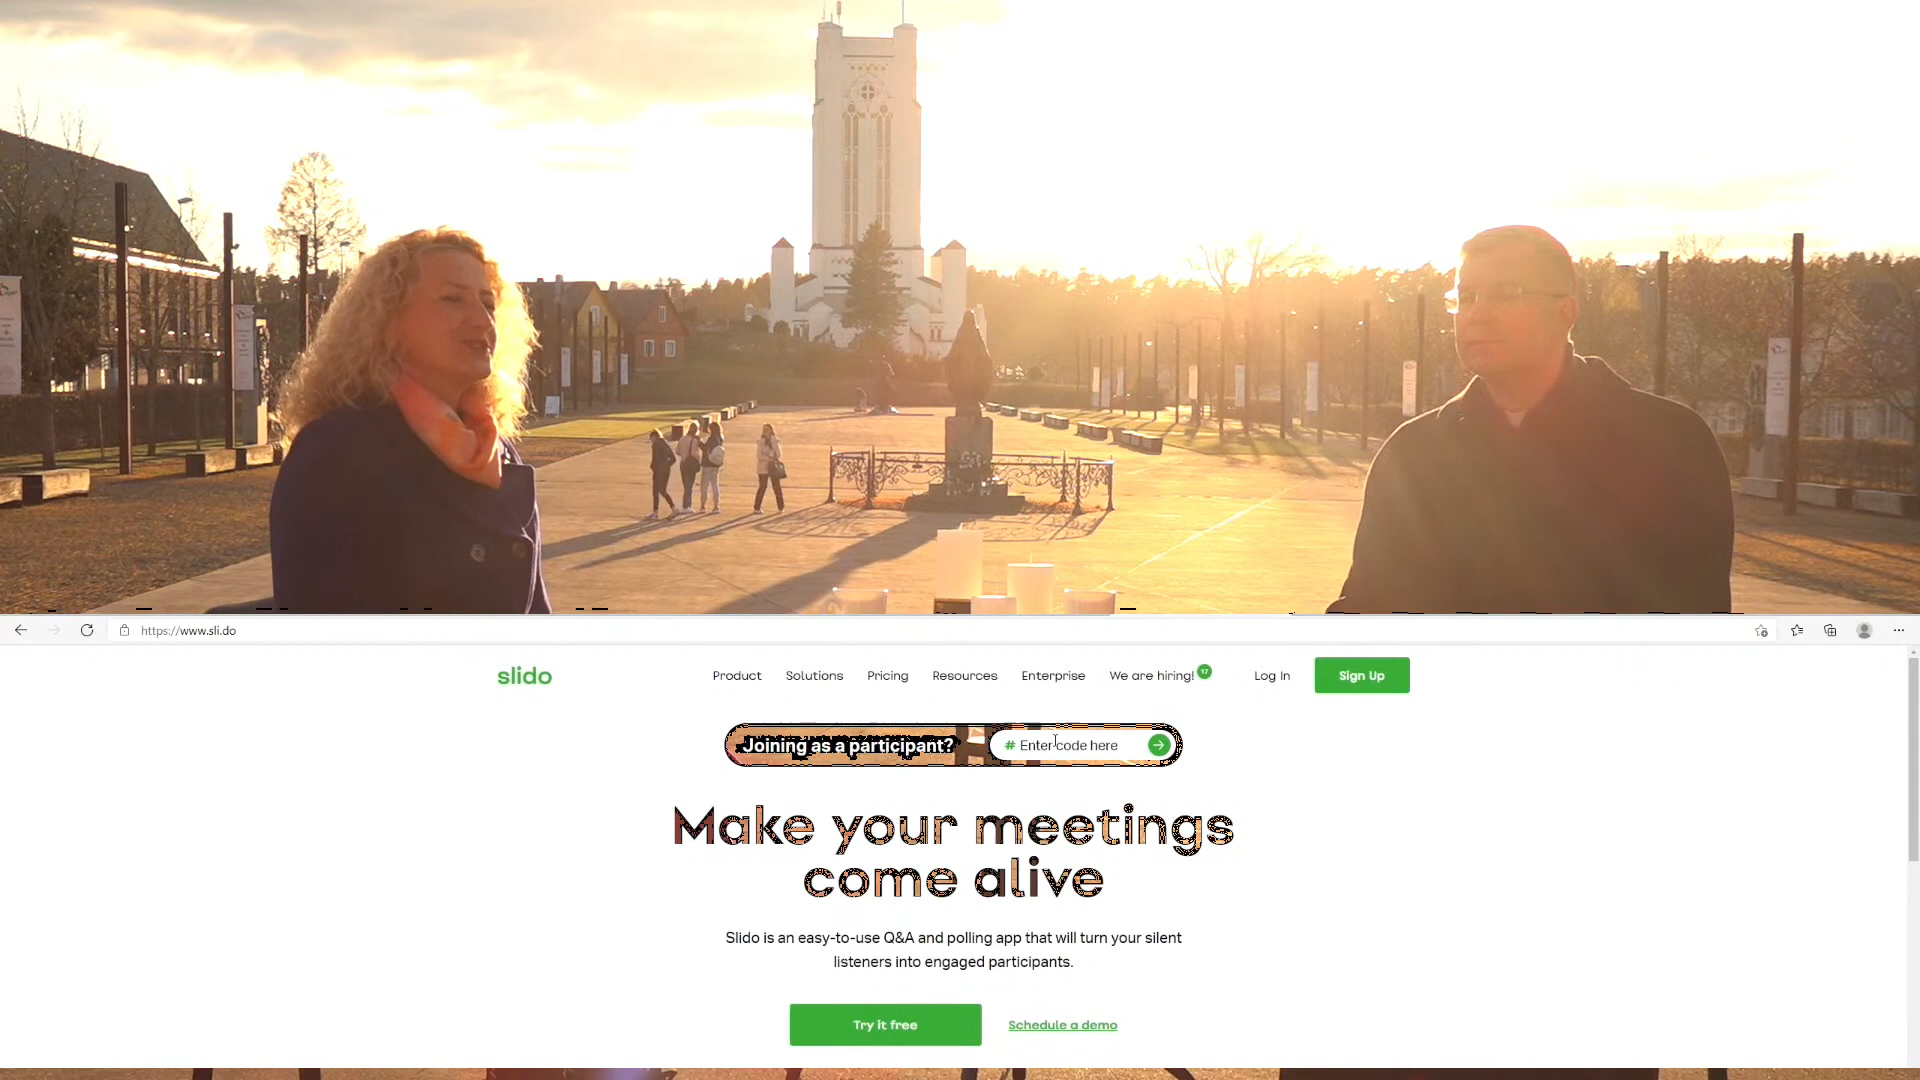 https://www.sli.do
slido
Product
Solutions
Pricing
Resources
Enterprise
We are hiring!
17
Log In
Sign Up
Joining as a participant?
# Enter code here
Make your meetings
come alive
Slido is an easy-to-use Q&A and polling app that will turn your silent
listeners into engaged participants.
Try it free
Schedule a demo